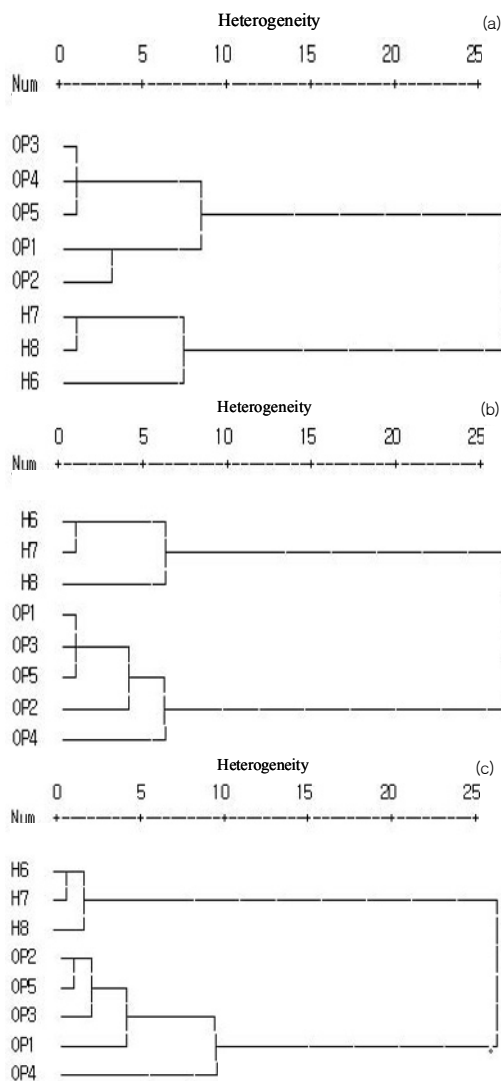 Heterogeneity (a)
0 5 10 15 20 25
Num
OP3
OP4
OP5
OP1
OP2
H7
H8
H6
Heterogeneity (b)
0 5 10 15 20 25
Num
H6
H7
H8
OP1
OP3
OP5
OP2
OP4
Heterogeneity (c)
0 5 10 15 20 25
Num
H6
H7
H8
OP2
OP5
OP3
OP1
OP4